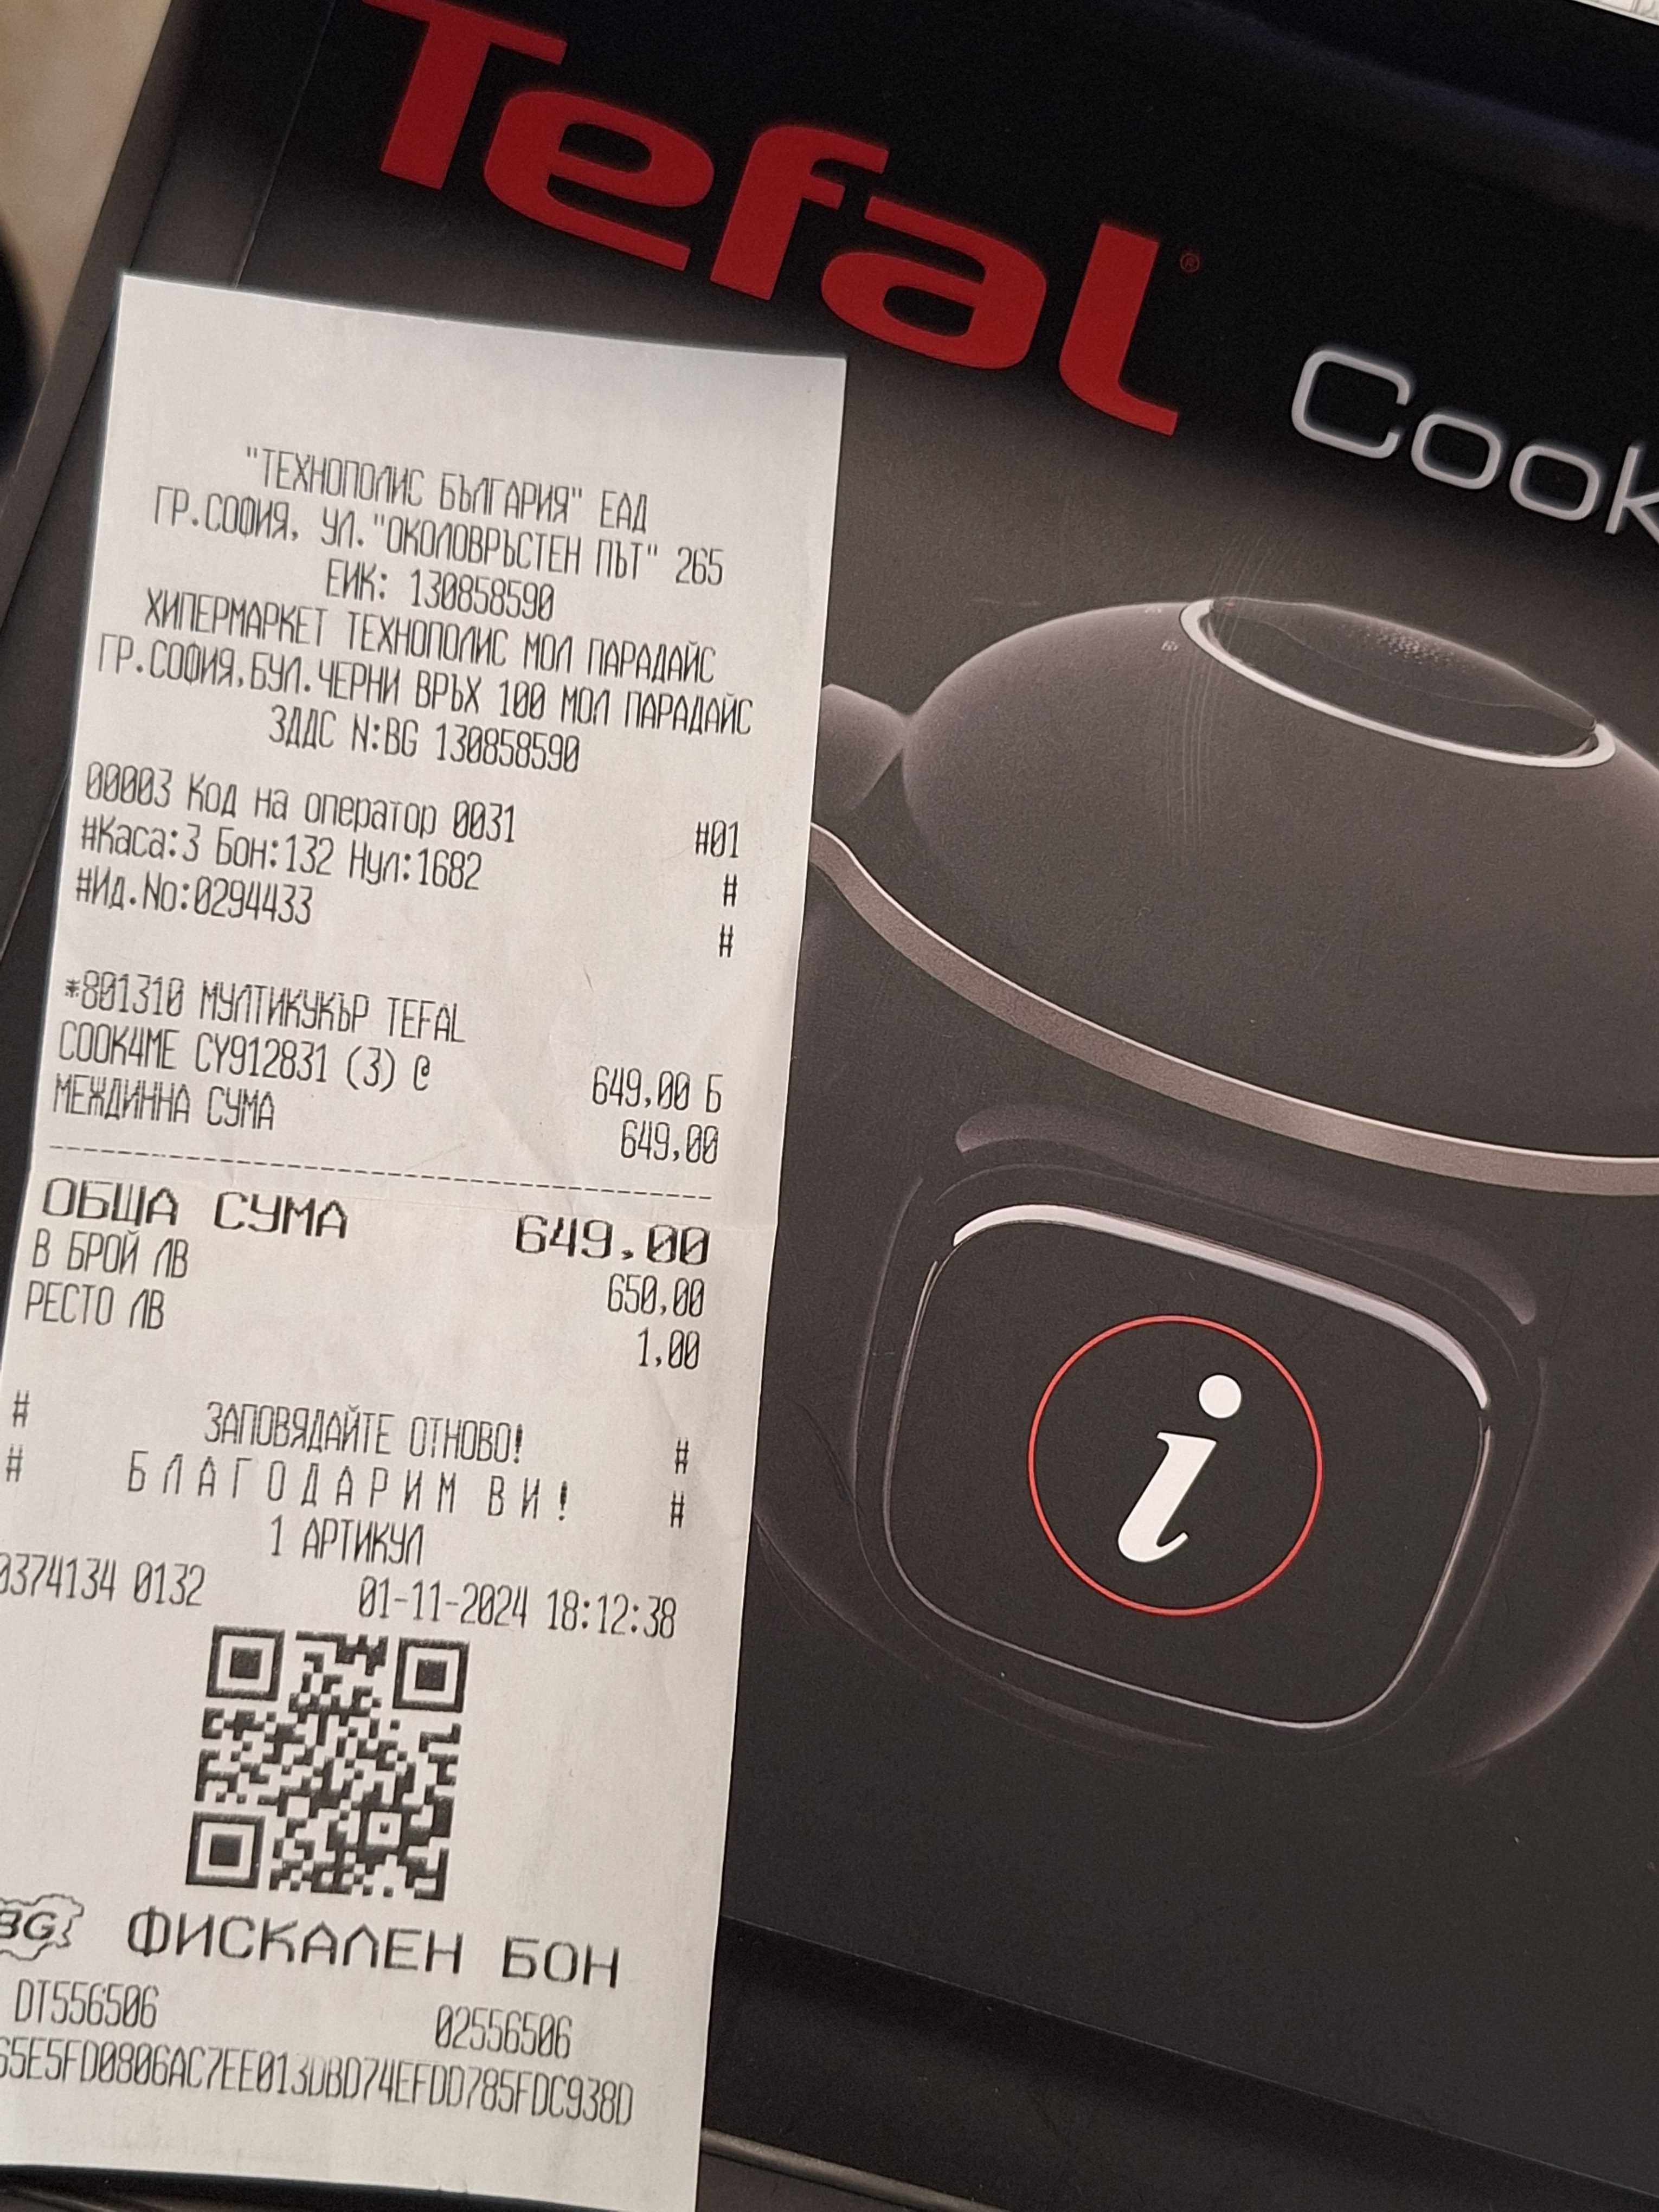 Tefal®
Cook
"ТЕХНОПОЛИС БЪЛГАРИЯ" ЕАД
ГР.СОФИЯ, УЛ."ОКОЛОВРЪСТЕН ПЪТ" 265
ЕИК: 130858590
ХИПЕРМАРКЕТ ТЕХНОПОЛИС МОЛ ПАРАДАЙС
ГР.СОФИЯ,БУЛ.ЧЕРНИ ВРЪХ 100 МОЛ ПАРАДАЙС
ЗДДС N:BG 130858590
00003 Код на оператор 0031 #01
#Каса:3 Бон:132 Нул:1682 #
#Ид.No:0294433 #
*801310 МУЛТИКУКЪР TEFAL
COOK4ME CY912831 (3) @ 649,00 Б
МЕЖДИННА СУМА 649,00
ОБЩА СУМА 649,00
В БРОЙ ЛВ 650,00
РЕСТО ЛВ 1,00
# ЗАПОВЯДАЙТЕ ОТНОВО! #
# БЛАГОДАРИМ ВИ! #
1 АРТИКУЛ
0374134 0132 01-11-2024 18:12:38
BG ФИСКАЛЕН БОН
DT556506 02556506
65E5FD0806AC7EE013DBD74EFDD785FDC938D
i